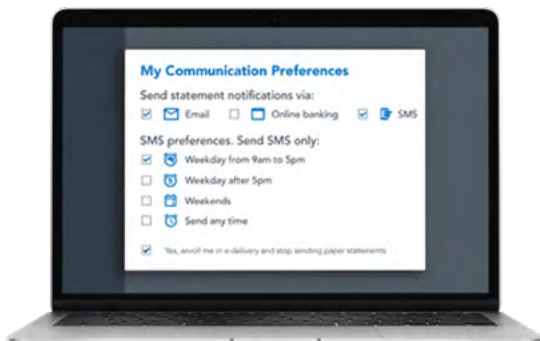 My Communication Preferences
Send statement notifications via:
Email Online banking SMS
SMS preferences. Send SMS only:
Weekday from 9am to 5pm
Weekday after 5pm
Weekends
Send any time
Yes, enroll me in e-delivery and stop sending paper statements